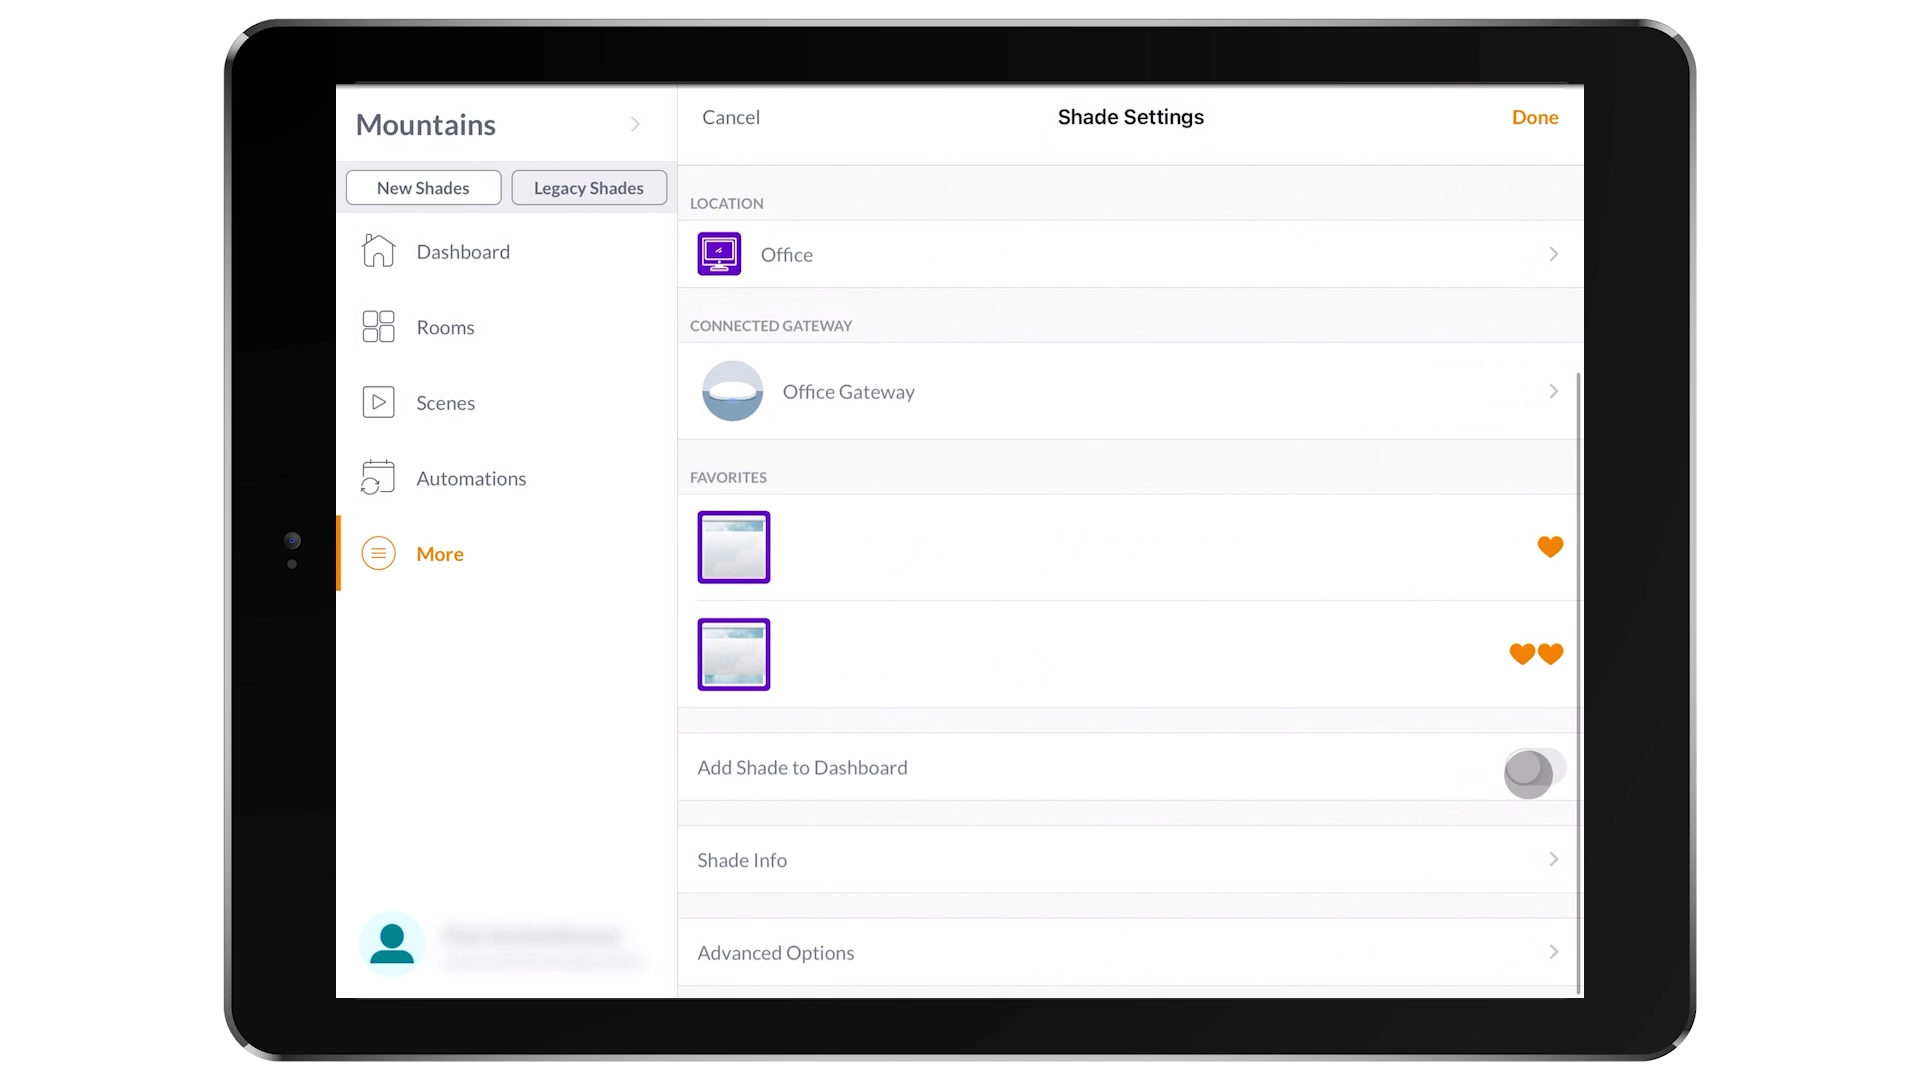 Mountains
New Shades
Legacy Shades
Dashboard
Rooms
Scenes
Automations
More
Cancel
Shade Settings
Done
LOCATION
Office
CONNECTED GATEWAY
Office Gateway
FAVORITES
Add Shade to Dashboard
Shade Info
Advanced Options